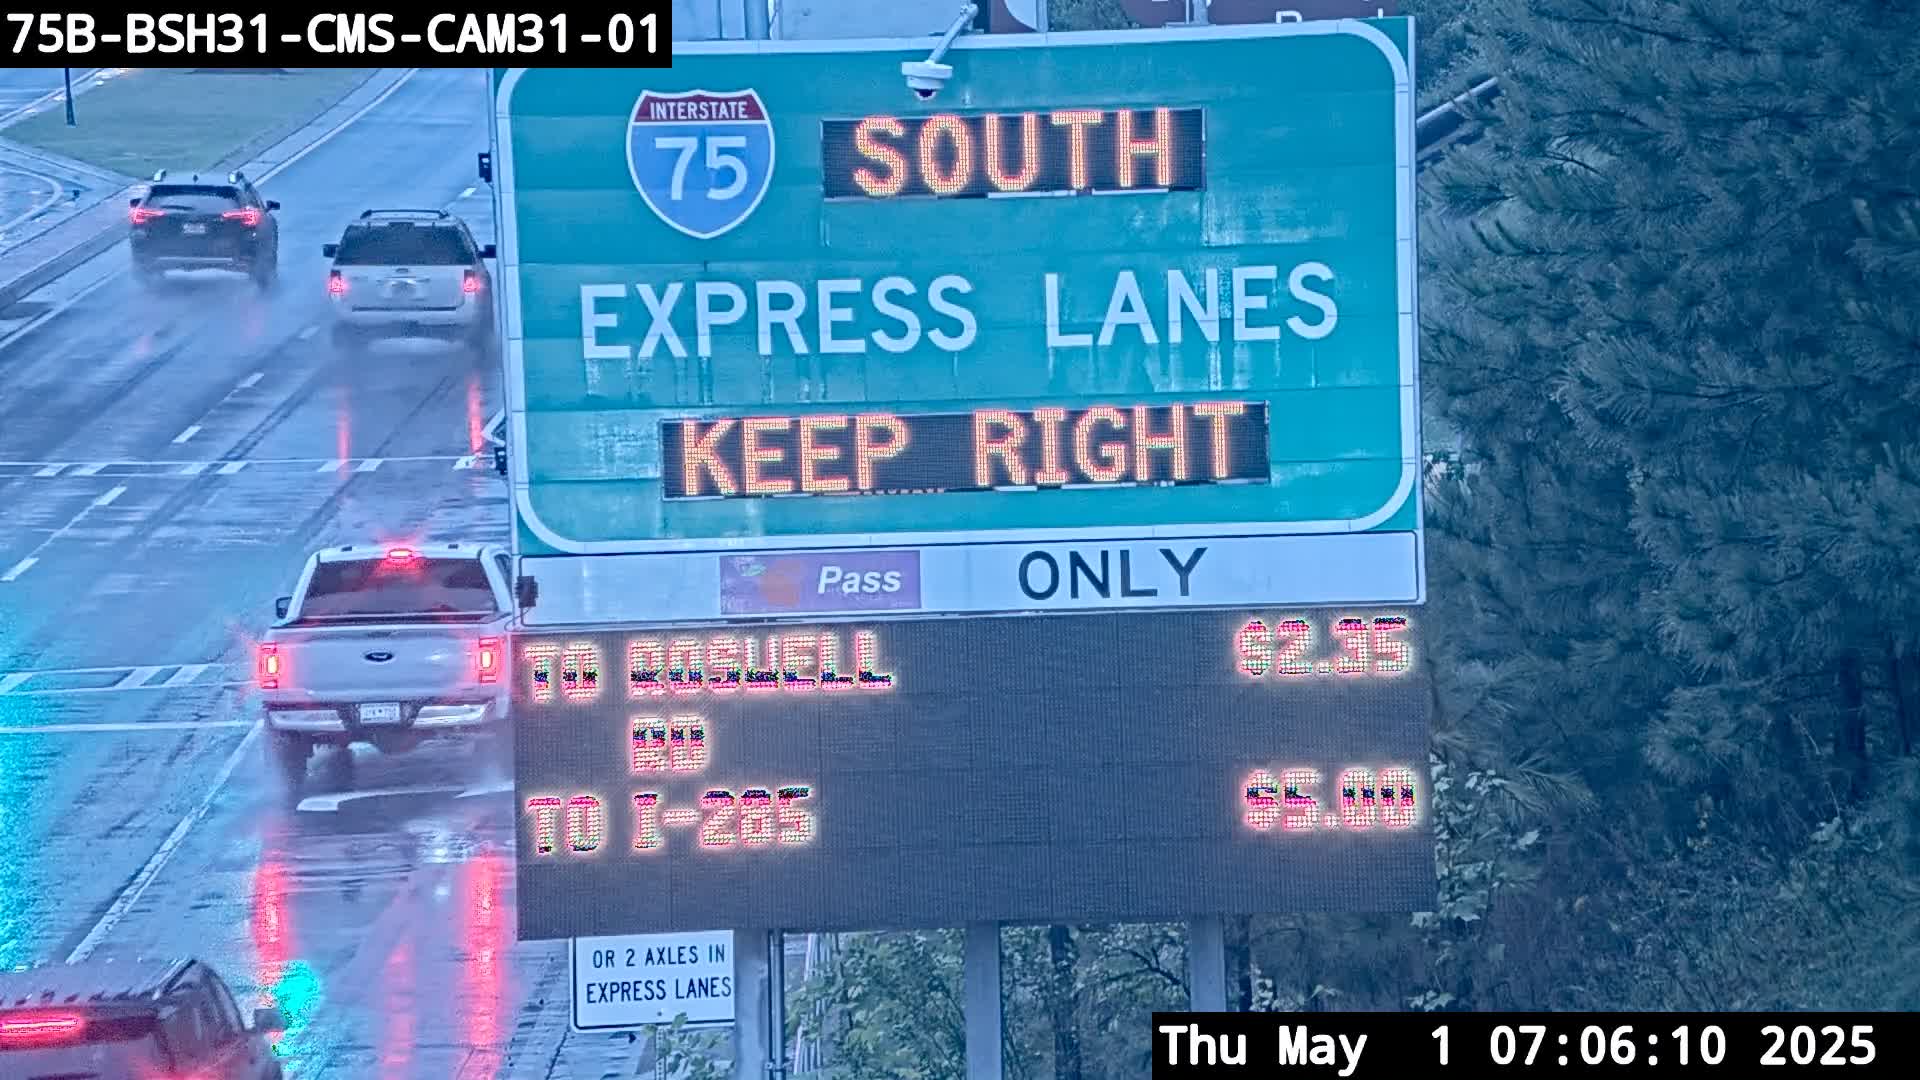 75B-BSH31-CMS-CAM31-01
INTERSTATE
75
SOUTH
EXPRESS LANES
KEEP RIGHT
Pass ONLY
TO ROSWELL $2.35
RD
TO I-285 $5.00
OR 2 AXLES IN
EXPRESS LANES
Thu May 1 07:06:10 2025